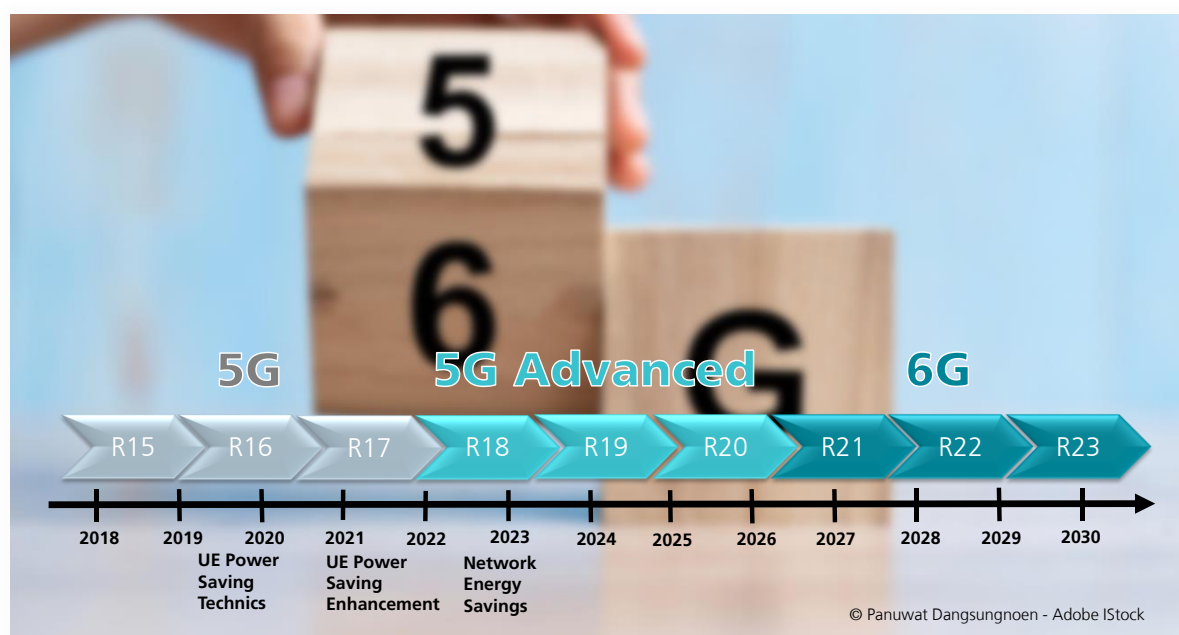 5
6
G
5G
5G Advanced
6G
R15
R16
R17
R18
R19
R20
R21
R22
R23
2018
2019
2020
2021
2022
2023
2024
2025
2026
2027
2028
2029
2030
UE Power
Saving
Technics
UE Power
Saving
Enhancement
Network
Energy
Savings
© Panuwat Dangsungnoen - Adobe IStock